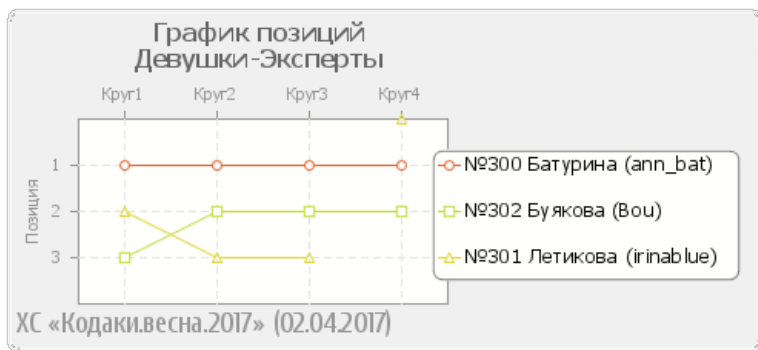 График позиций
Девушки-Эксперты
Круг1 Круг2 Круг3 Круг4
Позиция
1
2
3
№300 Батурина (ann_bat)
№302 Буякова (Bou)
№301 Летикова (irinablue)
ХС «Кодаки.весна.2017» (02.04.2017)